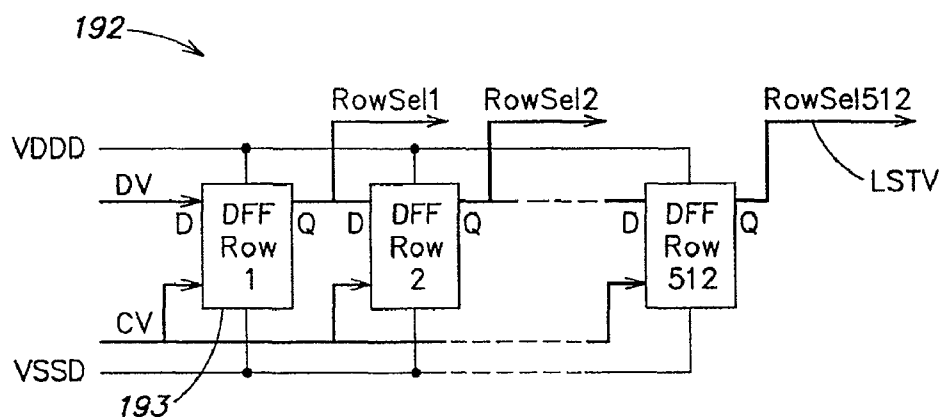 192
RowSel1
RowSel2
RowSel512
VDDD
DV
LSTV
D
DFF
Row
1
Q
D
DFF
Row
2
Q
D
DFF
Row
512
Q
CV
VSSD
193